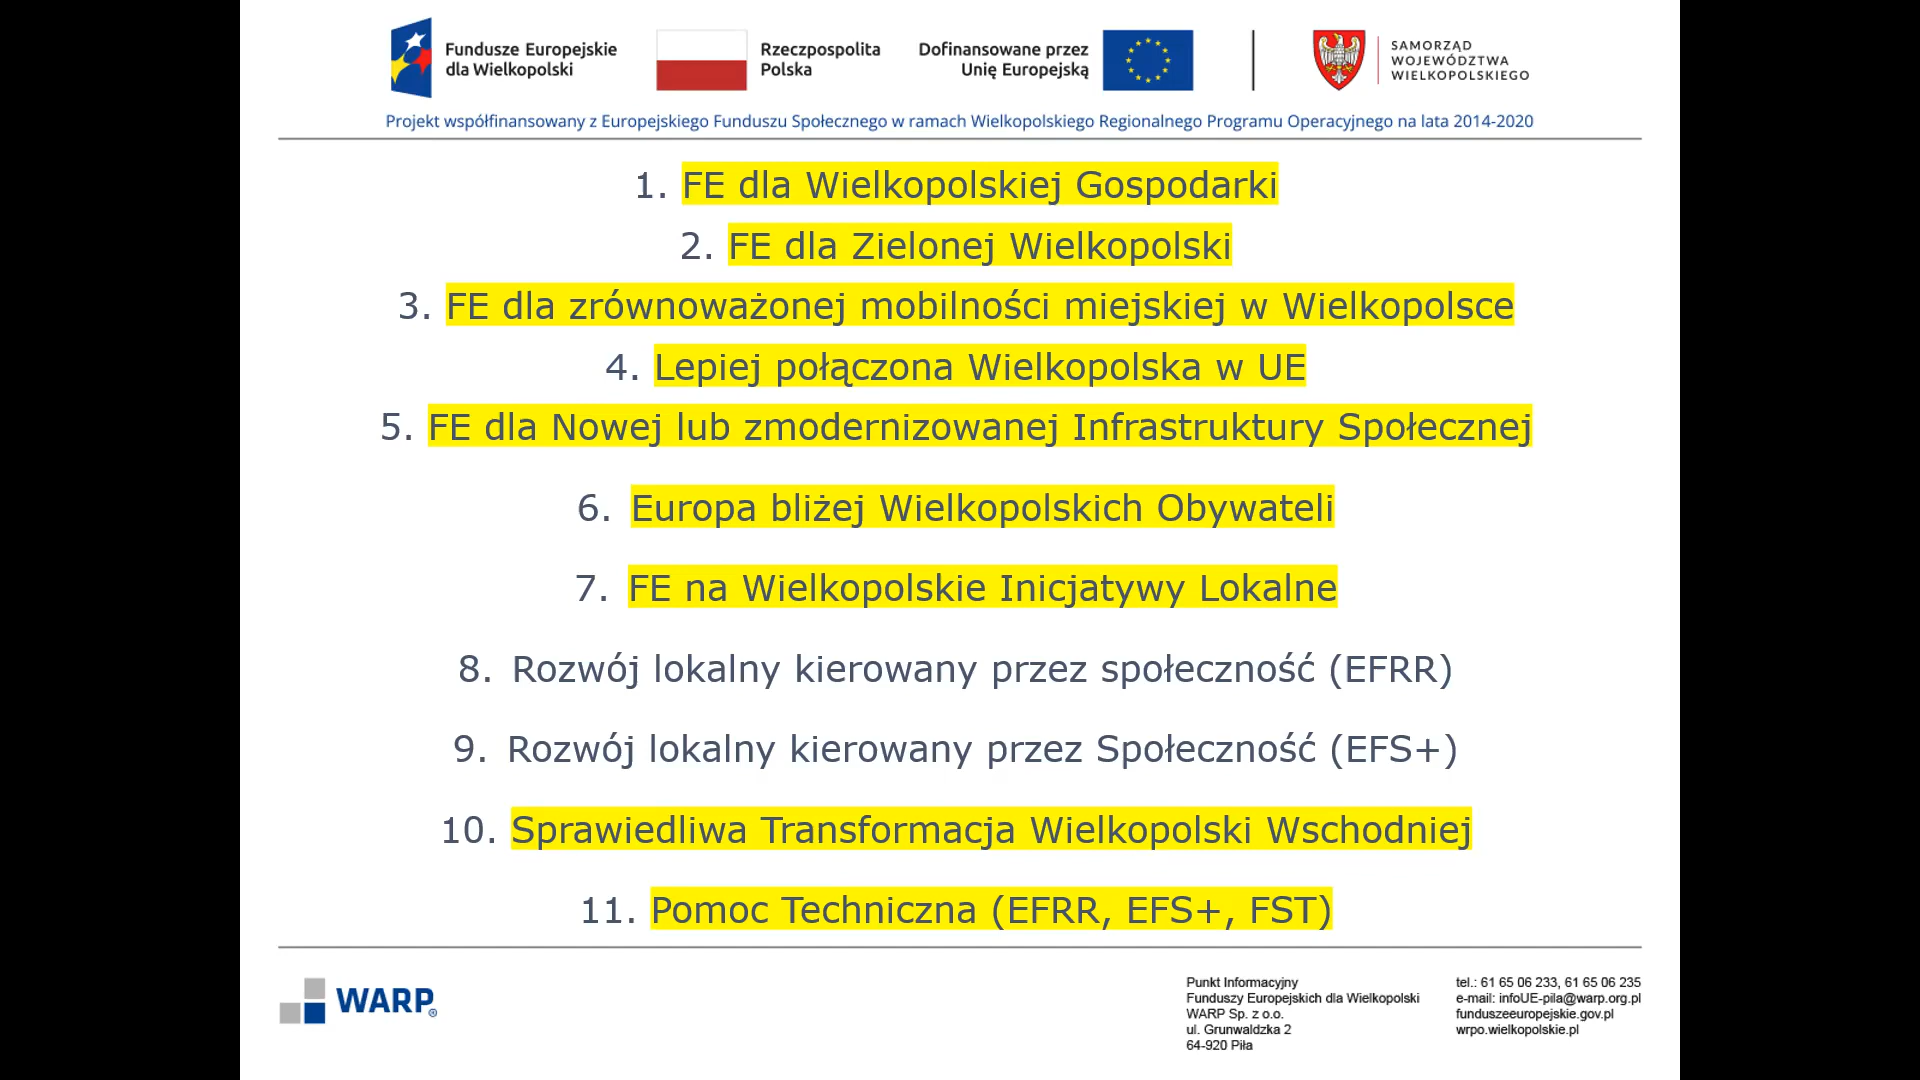 Fundusze Europejskie
dla Wielkopolski
Rzeczpospolita
Polska
Dofinansowane przez
Unię Europejską
SAMORZĄD
WOJEWÓDZTWA
WIELKOPOLSKIEGO
Projekt współfinansowany z Europejskiego Funduszu Społecznego w ramach Wielkopolskiego Regionalnego Programu Operacyjnego na lata 2014-2020
1. FE dla Wielkopolskiej Gospodarki
2. FE dla Zielonej Wielkopolski
3. FE dla zrównoważonej mobilności miejskiej w Wielkopolsce
4. Lepiej połączona Wielkopolska w UE
5. FE dla Nowej lub zmodernizowanej Infrastruktury Społecznej
6. Europa bliżej Wielkopolskich Obywateli
7. FE na Wielkopolskie Inicjatywy Lokalne
8. Rozwój lokalny kierowany przez społeczność (EFRR)
9. Rozwój lokalny kierowany przez Społeczność (EFS+)
10. Sprawiedliwa Transformacja Wielkopolski Wschodniej
11. Pomoc Techniczna (EFRR, EFS+, FST)
WARP®
Punkt Informacyjny
Funduszy Europejskich dla Wielkopolski
WARP Sp. z o.o.
ul. Grunwaldzka 2
64-920 Piła
tel.: 61 65 06 233, 61 65 06 235
e-mail: infoUE-pila@warp.org.pl
funduszeeuropejskie.gov.pl
wrpo.wielkopolskie.pl